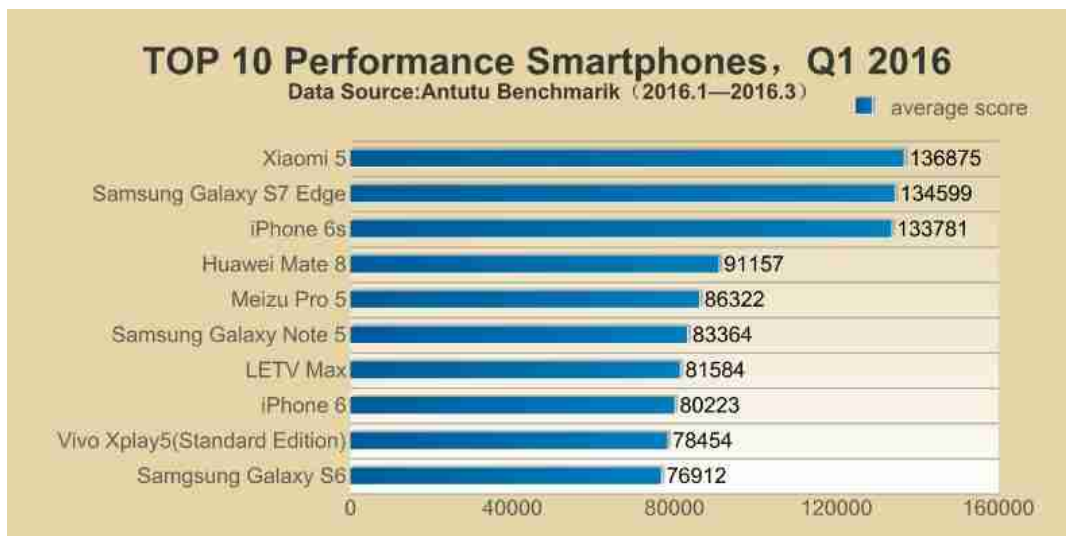 TOP 10 Performance Smartphones，Q1 2016
Data Source:Antutu Benchmarik（2016.1—2016.3）
average score
Xiaomi 5 136875
Samsung Galaxy S7 Edge 134599
iPhone 6s 133781
Huawei Mate 8 91157
Meizu Pro 5 86322
Samsung Galaxy Note 5 83364
LETV Max 81584
iPhone 6 80223
Vivo Xplay5(Standard Edition) 78454
Samgsung Galaxy S6 76912
0 40000 80000 120000 160000